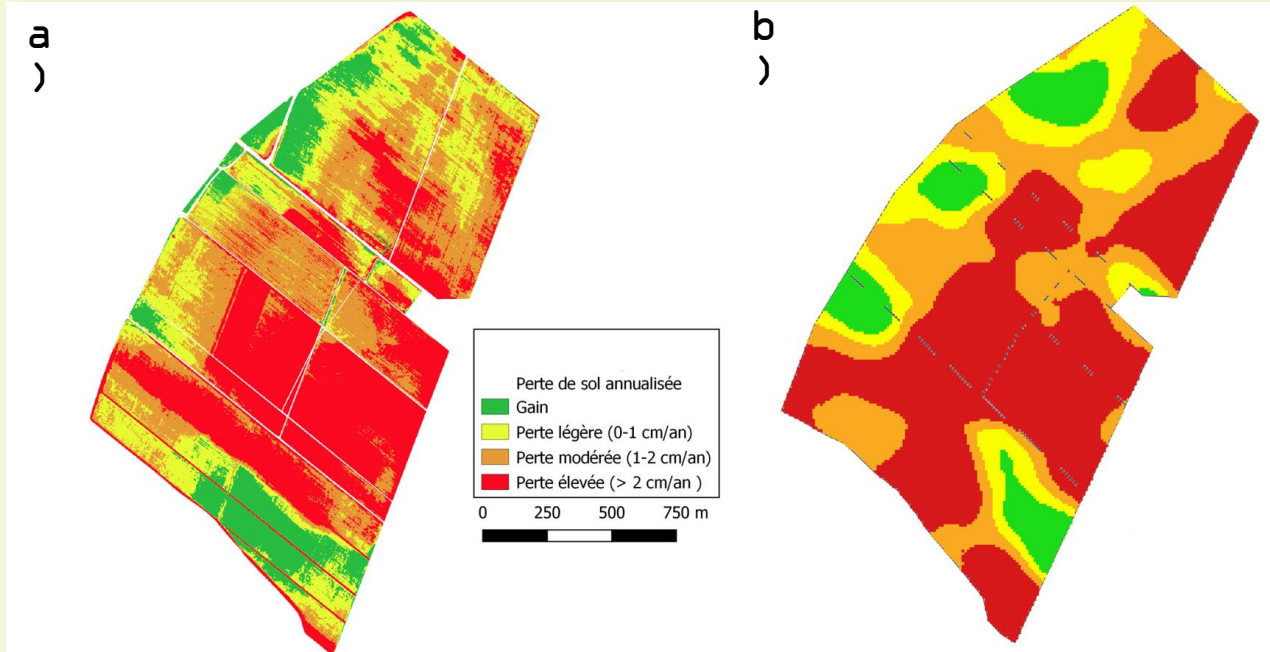 a
)
b
)
Perte de sol annualisée
Gain
Perte légère (0-1 cm/an)
Perte modérée (1-2 cm/an)
Perte élevée (> 2 cm/an )
0 250 500 750 m